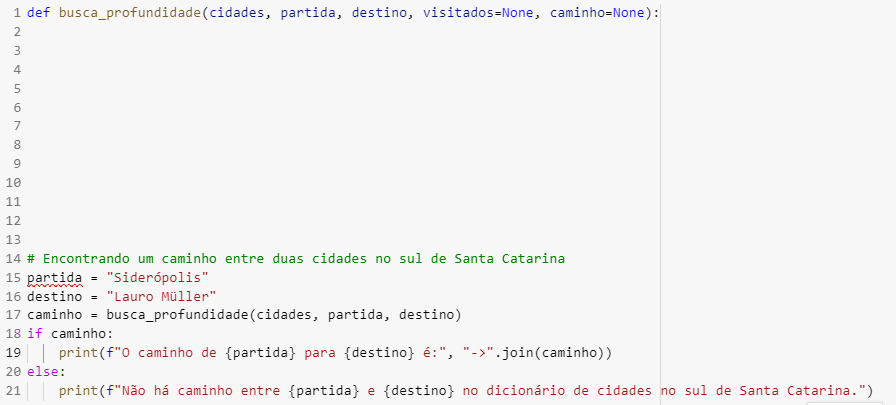 1 def busca_profundidade(cidades, partida, destino, visitados=None, caminho=None):
2
3
4
5
6
7
8
9
10
11
12
13
14 # Encontrando um caminho entre duas cidades no sul de Santa Catarina
15 partida = "Siderópolis"
16 destino = "Lauro Müller"
17 caminho = busca_profundidade(cidades, partida, destino)
18 if caminho:
19     print(f"O caminho de {partida} para {destino} é:", "->".join(caminho))
20 else:
21     print(f"Não há caminho entre {partida} e {destino} no dicionário de cidades no sul de Santa Catarina.")